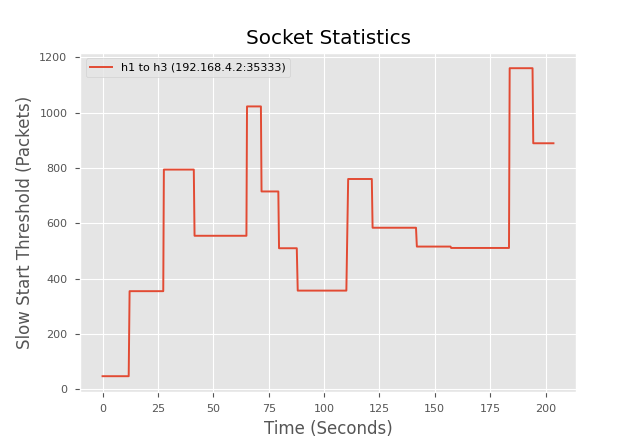 Socket Statistics
h1 to h3 (192.168.4.2:35333)
Slow Start Threshold (Packets)
1200
1000
800
600
400
200
0
0 25 50 75 100 125 150 175 200
Time (Seconds)